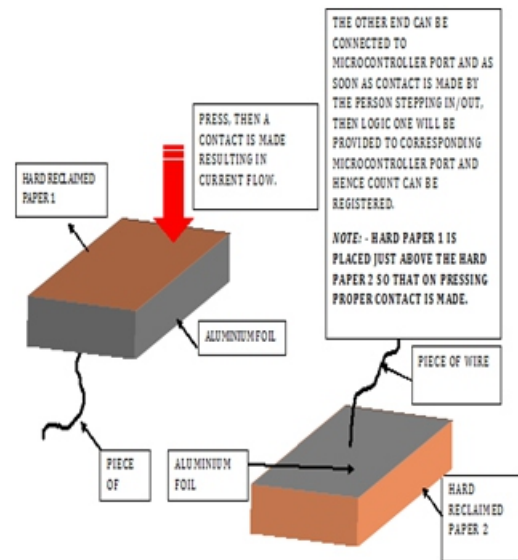 THE OTHER END CAN BE
CONNECTED TO
MICROCONTROLLER PORT AND AS
SOON AS CONTACT IS MADE BY
THE PERSON STEPPING IN/OUT,
THEN LOGIC ONE WILL BE
PROVIDED TO CORRESPONDING
MICROCONTROLLER PORT AND
HENCE COUNT CAN BE
REGISTERED.
NOTE: - HARD PAPER 1 IS
PLACED JUST ABOVE THE HARD
PAPER 2 SO THAT ON PRESSING
PROPER CONTACT IS MADE.
PRESS, THEN A
CONTACT IS MADE
RESULTING IN
CURRENT FLOW.
HARD RECLAIMED
PAPER 1
ALUMINIUM FOIL
PIECE OF WIRE
PIECE
OF
ALUMINIUM
FOIL
HARD
RECLAIMED
PAPER 2